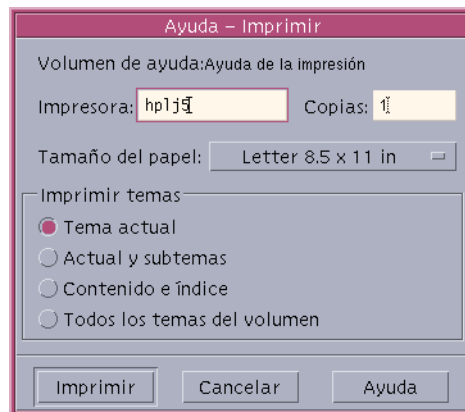 Ayuda – Imprimir
Volumen de ayuda:Ayuda de la impresión
Impresora: hplj5 Copias: 1
Tamaño del papel: Letter 8.5 x 11 in
Imprimir temas
Tema actual
Actual y subtemas
Contenido e índice
Todos los temas del volumen
Imprimir Cancelar Ayuda